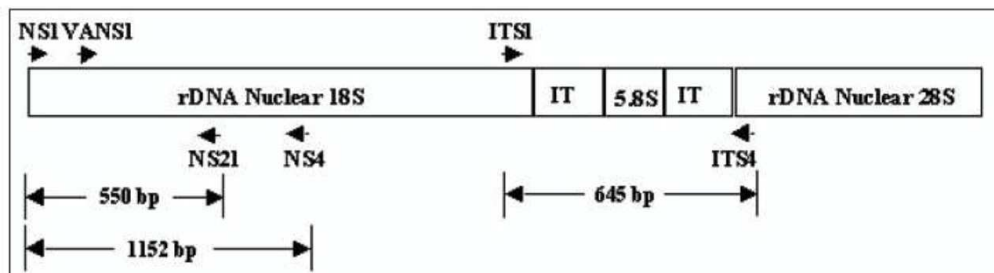 NS1 VANS1 ITS1
rDNA Nuclear 18S IT 5.8S IT rDNA Nuclear 28S
NS21 NS4 ITS4
550 bp 645 bp
1152 bp